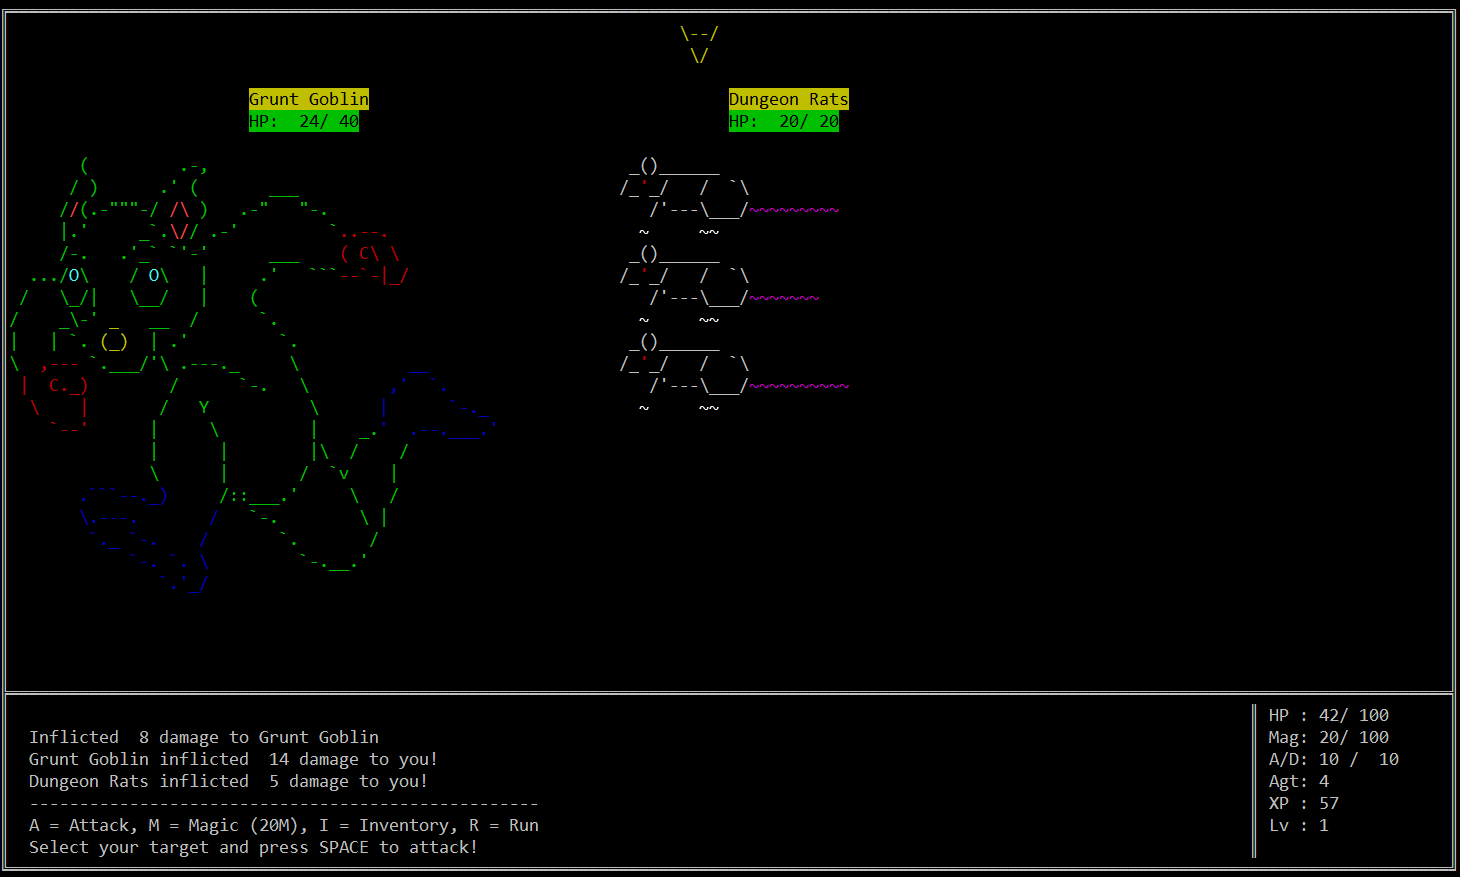 Grunt Goblin
HP:  24/ 40
Dungeon Rats
HP:  20/ 20
Inflicted  8 damage to Grunt Goblin
Grunt Goblin inflicted  14 damage to you!
Dungeon Rats inflicted  5 damage to you!
---------------------------------------------------
A = Attack, M = Magic (20M), I = Inventory, R = Run
Select your target and press SPACE to attack!
HP : 42/ 100
Mag: 20/ 100
A/D: 10 /  10
Agt: 4
XP : 57
Lv : 1